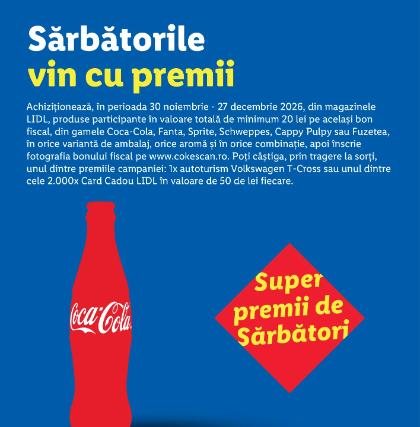 Sărbătorile
vin cu premii
Achiziționează, în perioada 30 noiembrie - 27 decembrie 2026, din magazinele
LIDL, produse participante în valoare totală de minimum 20 lei pe același bon
fiscal, din gamele Coca-Cola, Fanta, Sprite, Schweppes, Cappy Pulpy sau Fuzetea,
în orice variantă de ambalaj, orice aromă și în orice combinație, apoi înscrie
fotografia bonului fiscal pe www.cokescan.ro. Poți câștiga, prin tragere la sorți,
unul dintre premiile campaniei: 1x autoturism Volkswagen T-Cross sau unul dintre
cele 2.000x Card Cadou LIDL în valoare de 50 de lei fiecare.
Super
premii de
Sărbători
Coca-Cola